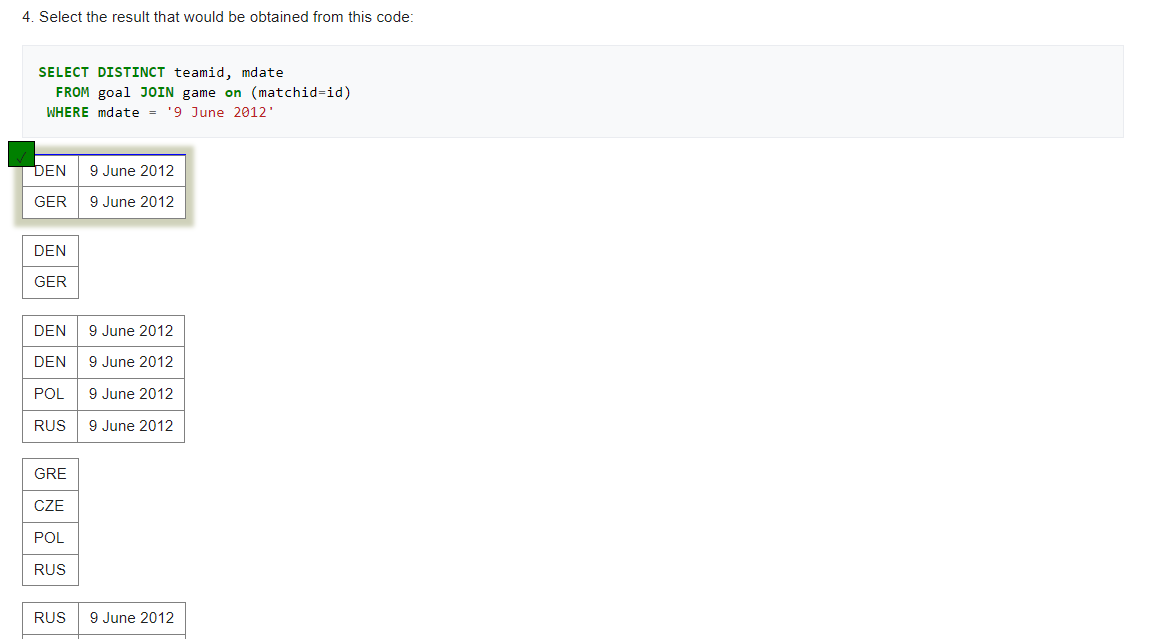 4. Select the result that would be obtained from this code:
SELECT DISTINCT teamid, mdate
FROM goal JOIN game on (matchid=id)
WHERE mdate = '9 June 2012'
✓
DEN 9 June 2012
GER 9 June 2012
DEN
GER
DEN 9 June 2012
DEN 9 June 2012
POL 9 June 2012
RUS 9 June 2012
GRE
CZE
POL
RUS
RUS 9 June 2012